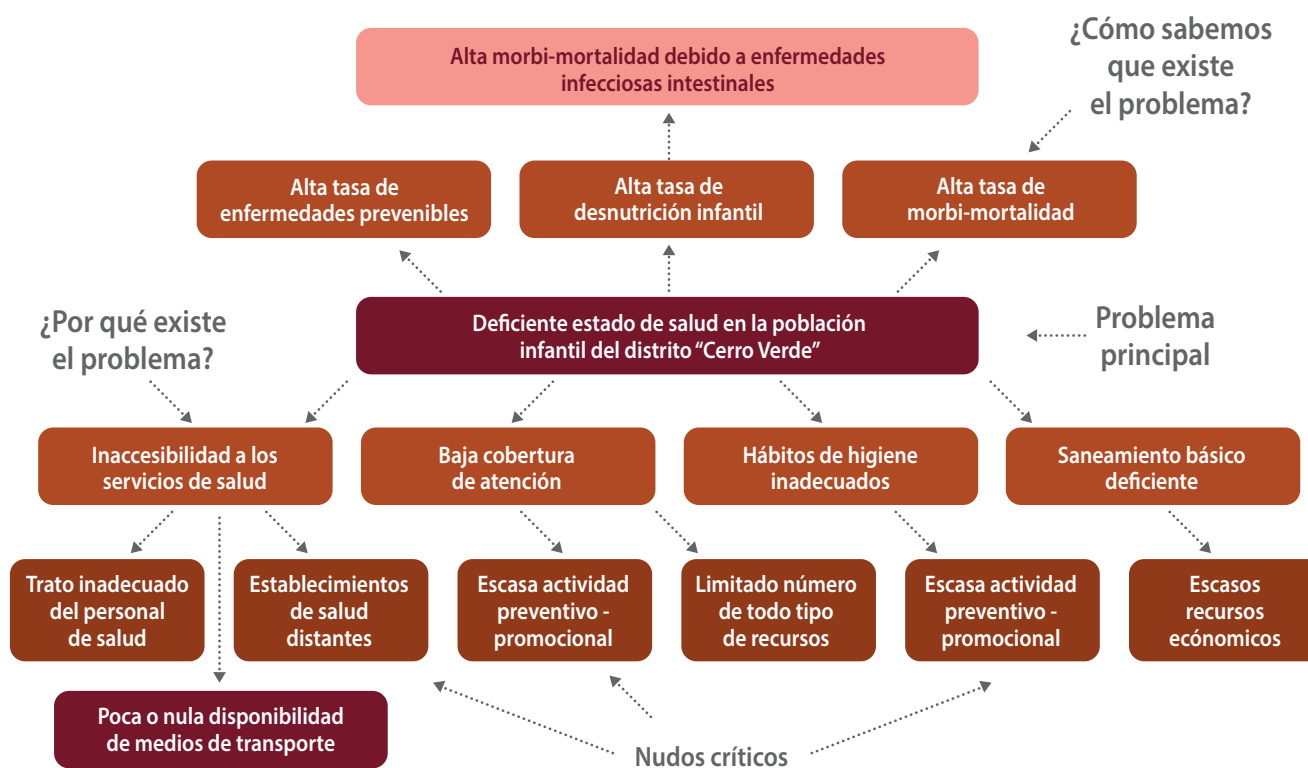 Alta morbi-mortalidad debido a enfermedades
infecciosas intestinales
¿Cómo sabemos
que existe
el problema?
Alta tasa de
enfermedades prevenibles
Alta tasa de
desnutrición infantil
Alta tasa de
morbi-mortalidad
¿Por qué existe
el problema?
Deficiente estado de salud en la población
infantil del distrito “Cerro Verde”
Problema
principal
Inaccesibilidad a los
servicios de salud
Baja cobertura
de atención
Hábitos de higiene
inadecuados
Saneamiento básico
deficiente
Trato inadecuado
del personal
de salud
Establecimientos
de salud
distantes
Escasa actividad
preventivo -
promocional
Limitado número
de todo tipo
de recursos
Escasa actividad
preventivo -
promocional
Escasos
recursos
ecónomicos
Poca o nula disponibilidad
de medios de transporte
Nudos críticos